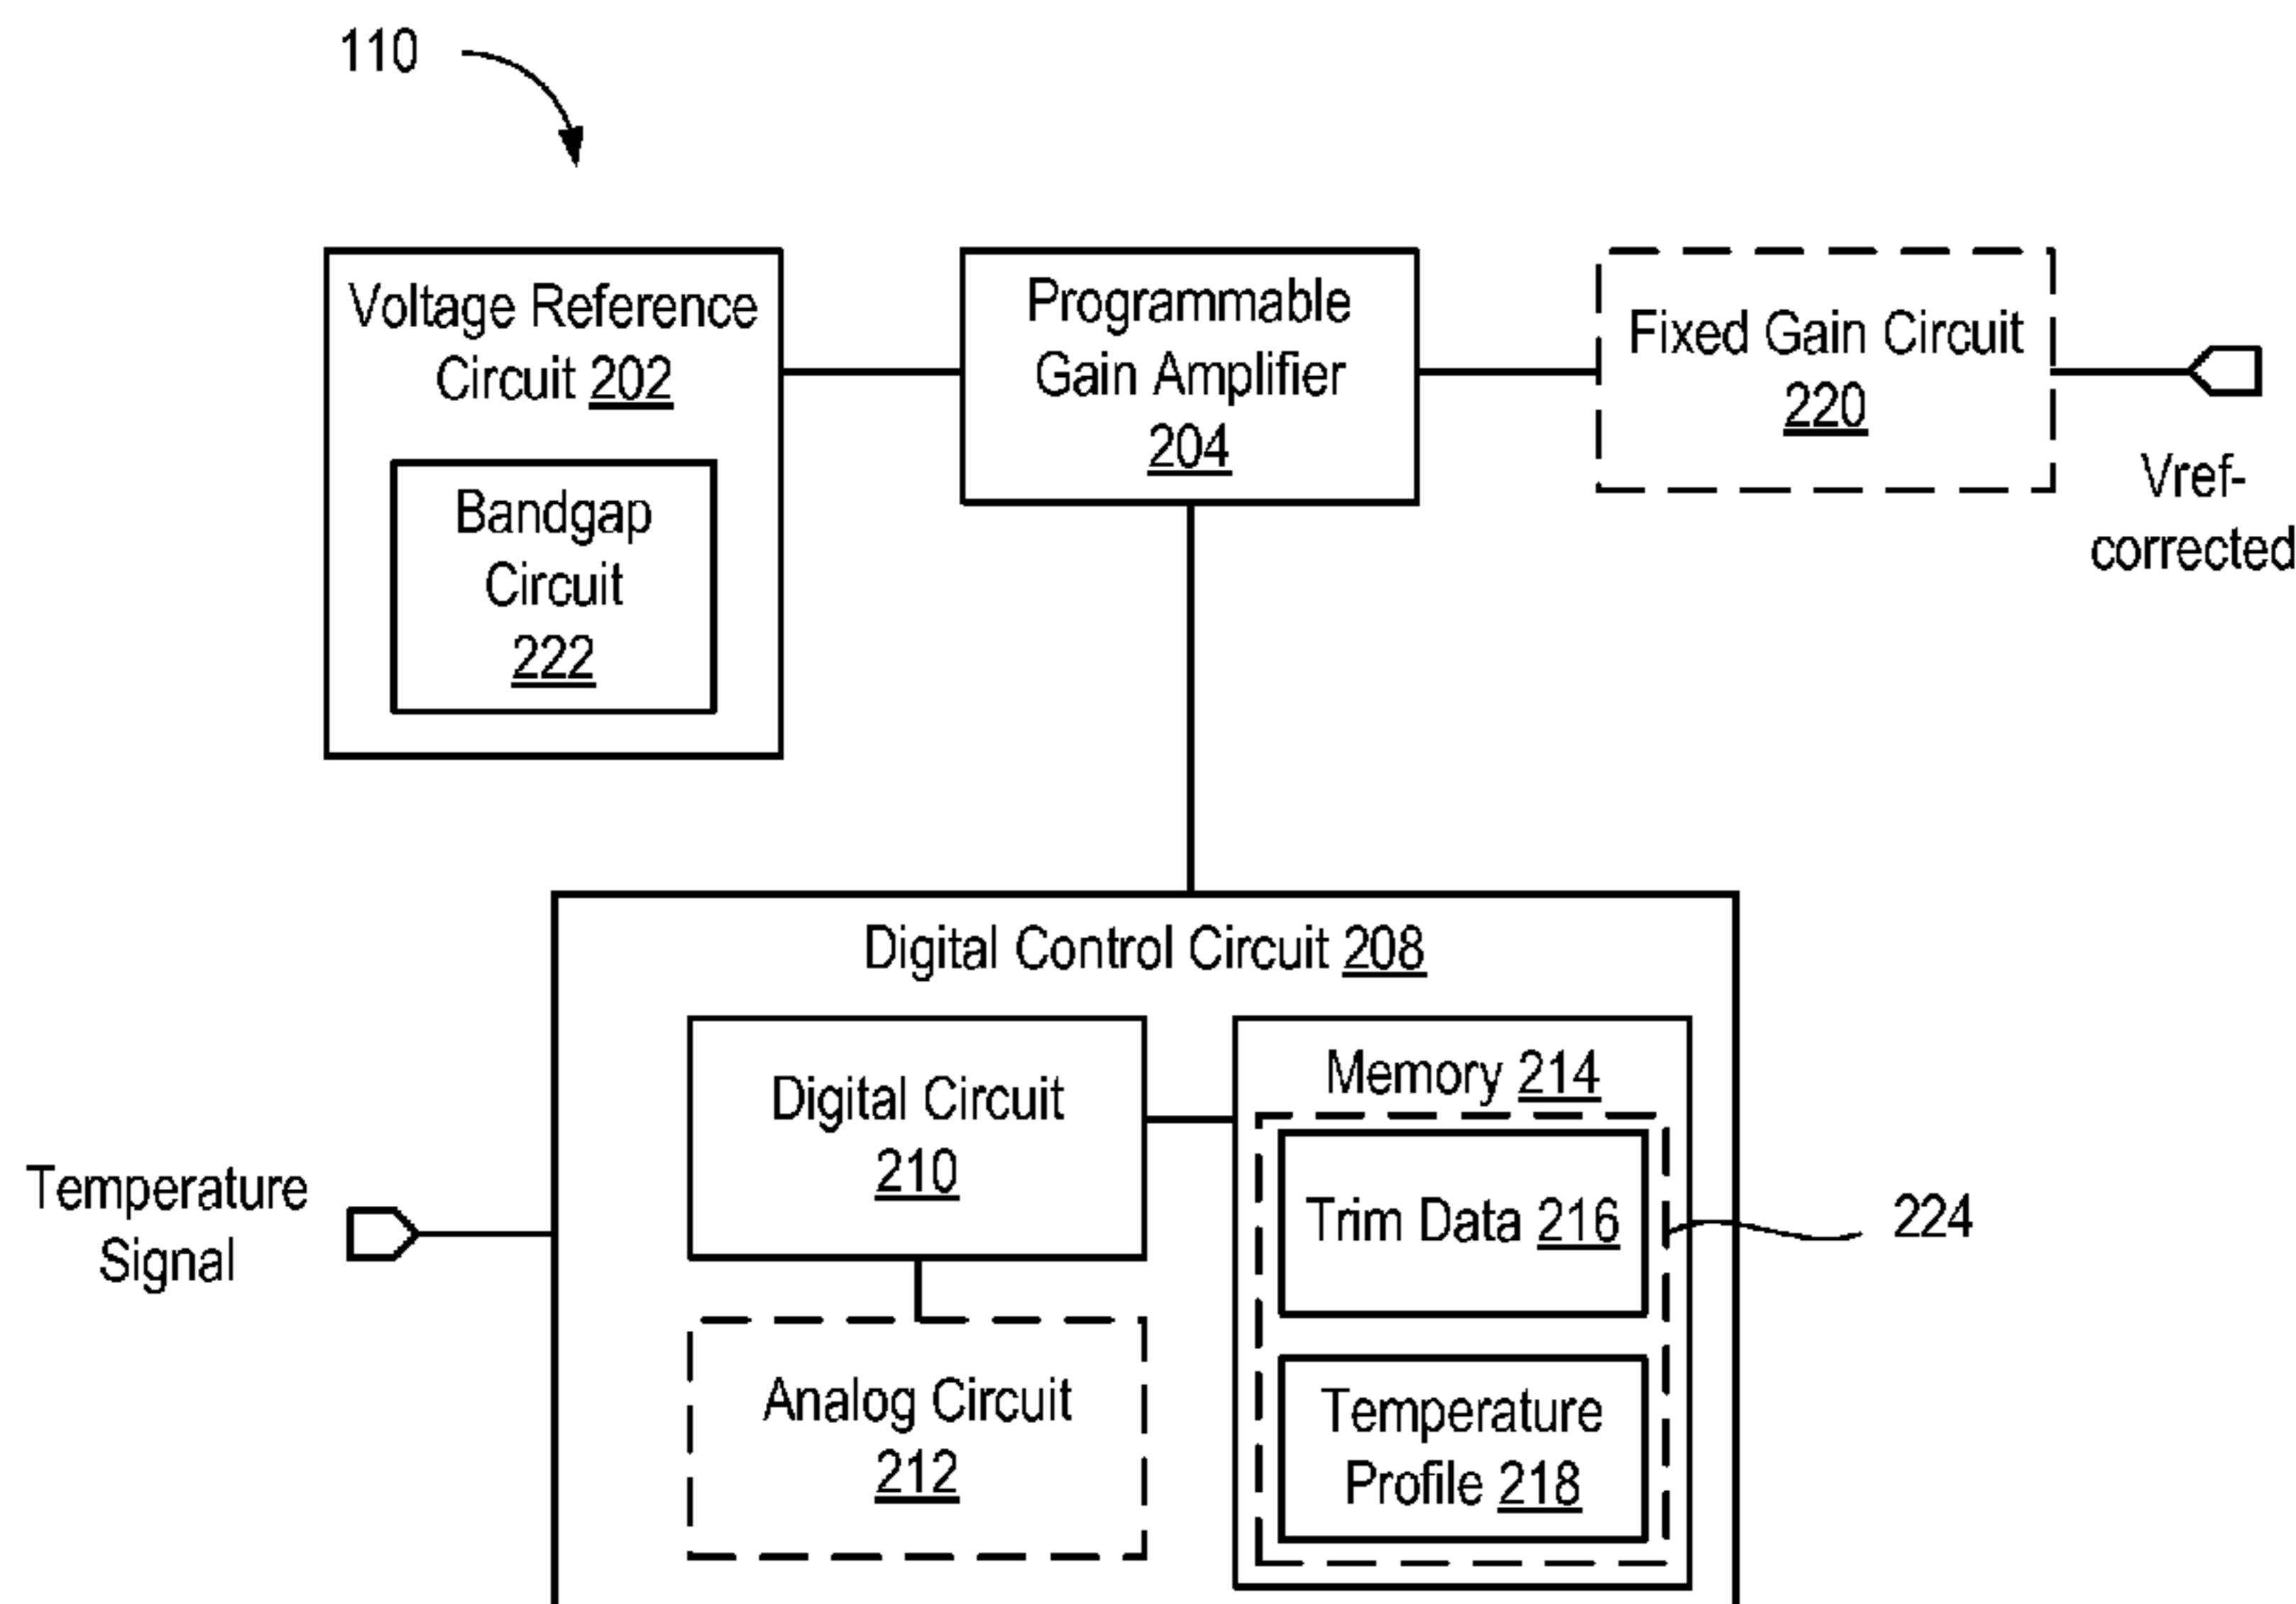 110
Voltage Reference
Circuit 202
Bandgap
Circuit
222
Programmable
Gain Amplifier
204
Fixed Gain Circuit
220
Vref-
corrected
Digital Control Circuit 208
Digital Circuit
210
Memory 214
Trim Data 216
224
Temperature
Signal
Analog Circuit
212
Temperature
Profile 218